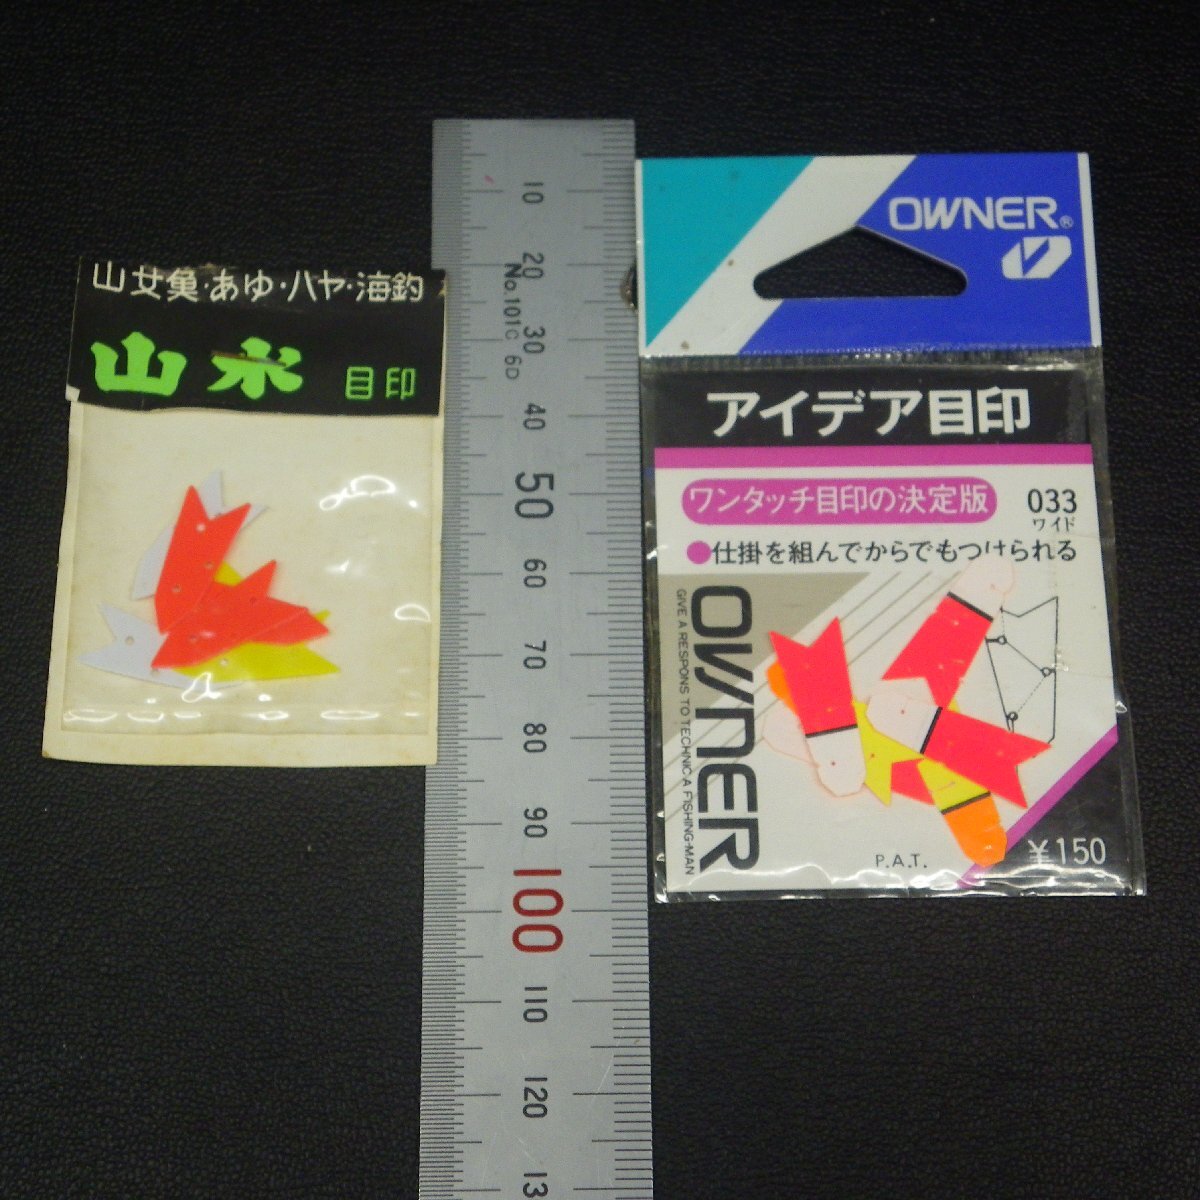 山女魚・あゆ・ハヤ・海釣
山水 目印
10
20
No.101C 6D
30
40
50
60
70
80
90
100
110
120
13
OWNER®
アイデア目印
ワンタッチ目印の決定版 033
ワイド
●仕掛を組んでからでもつけられる
OWNER
GIVE A RESPONS TO TECHNICA FISHING-MAN
P.A.T.
¥150